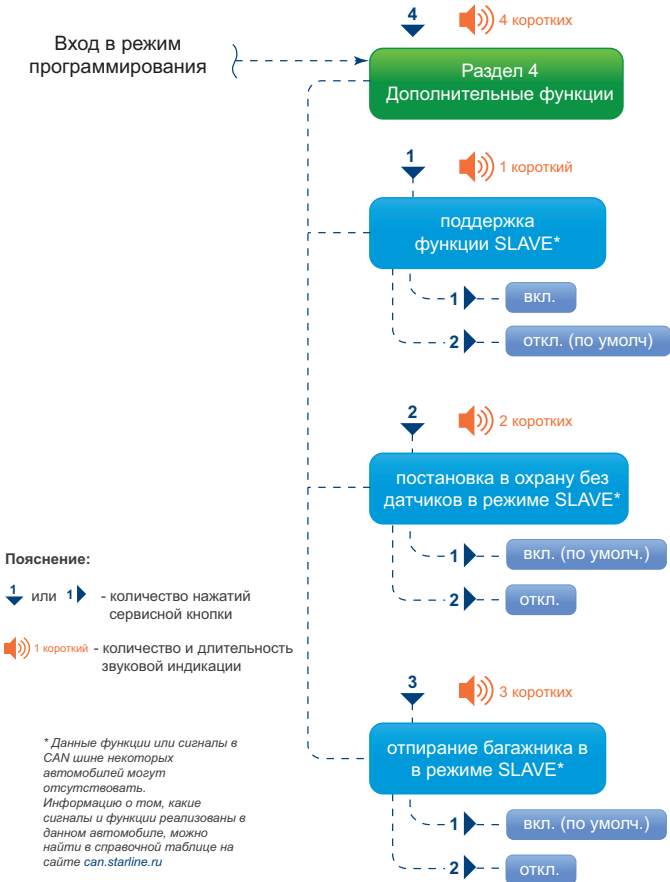 4
4 коротких
Вход в режим
программирования
Раздел 4
Дополнительные функции
1
1 короткий
поддержка
функции SLAVE*
1
вкл.
2
откл. (по умолч)
2
2 коротких
постановка в охрану без
датчиков в режиме SLAVE*
1
вкл. (по умолч.)
2
откл.
Пояснение:
1 или 1 - количество нажатий
сервисной кнопки
1 короткий - количество и длительность
звуковой индикации
3
3 коротких
отпирание багажника в
в режиме SLAVE*
1
вкл. (по умолч.)
2
откл.
* Данные функции или сигналы в
CAN шине некоторых
автомобилей могут
отсутствовать.
Информацию о том, какие
сигналы и функции реализованы в
данном автомобиле, можно
найти в справочной таблице на
сайте can.starline.ru